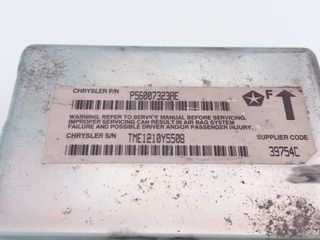 CHRYSLER P/N P56007323AE
F
WARNING: REFER TO SERVICE MANUAL BEFORE SERVICING.
IMPROPER SERVICING CAN RESULT IN AIR BAG SYSTEM
FAILURE AND POSSIBLE DRIVER AND/OR PASSENGER INJURY.
CHRYSLER S/N TME1210Y5508 SUPPLIER CODE
39754C